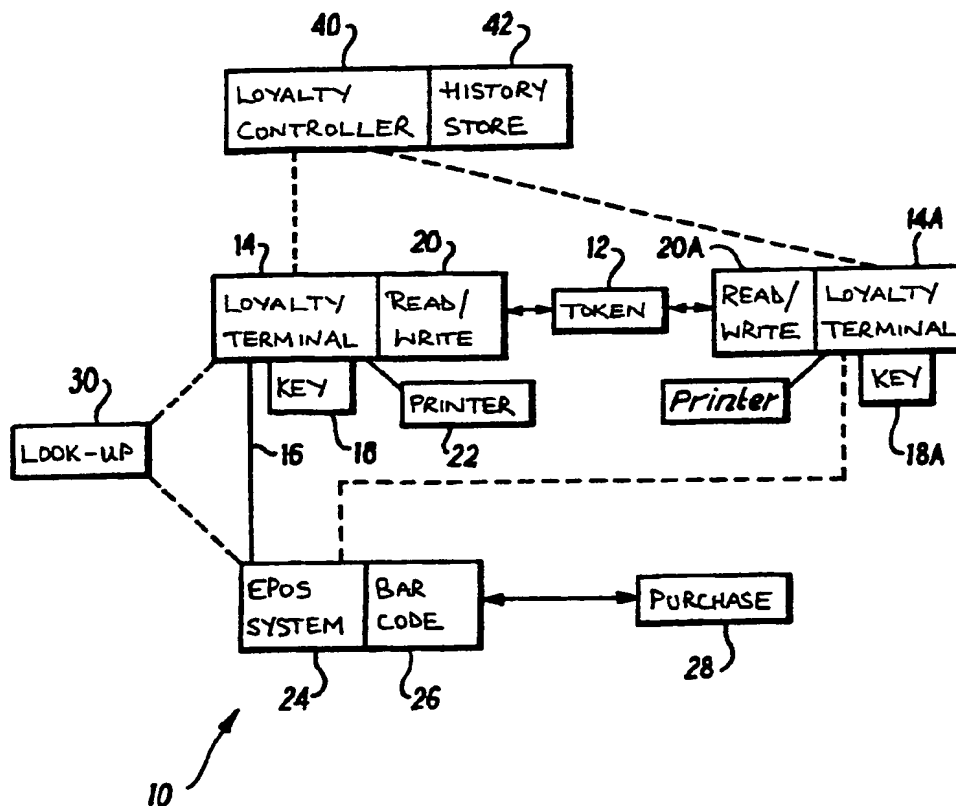 40
42
LOYALTY
CONTROLLER
HISTORY
STORE
14
20
12
20A
14A
LOYALTY
TERMINAL
READ/
WRITE
TOKEN
READ/
WRITE
LOYALTY
TERMINAL
30
KEY
PRINTER
Printer
KEY
LOOK-UP
16
18
22
18A
EPOS
SYSTEM
BAR
CODE
PURCHASE
24
26
28
10